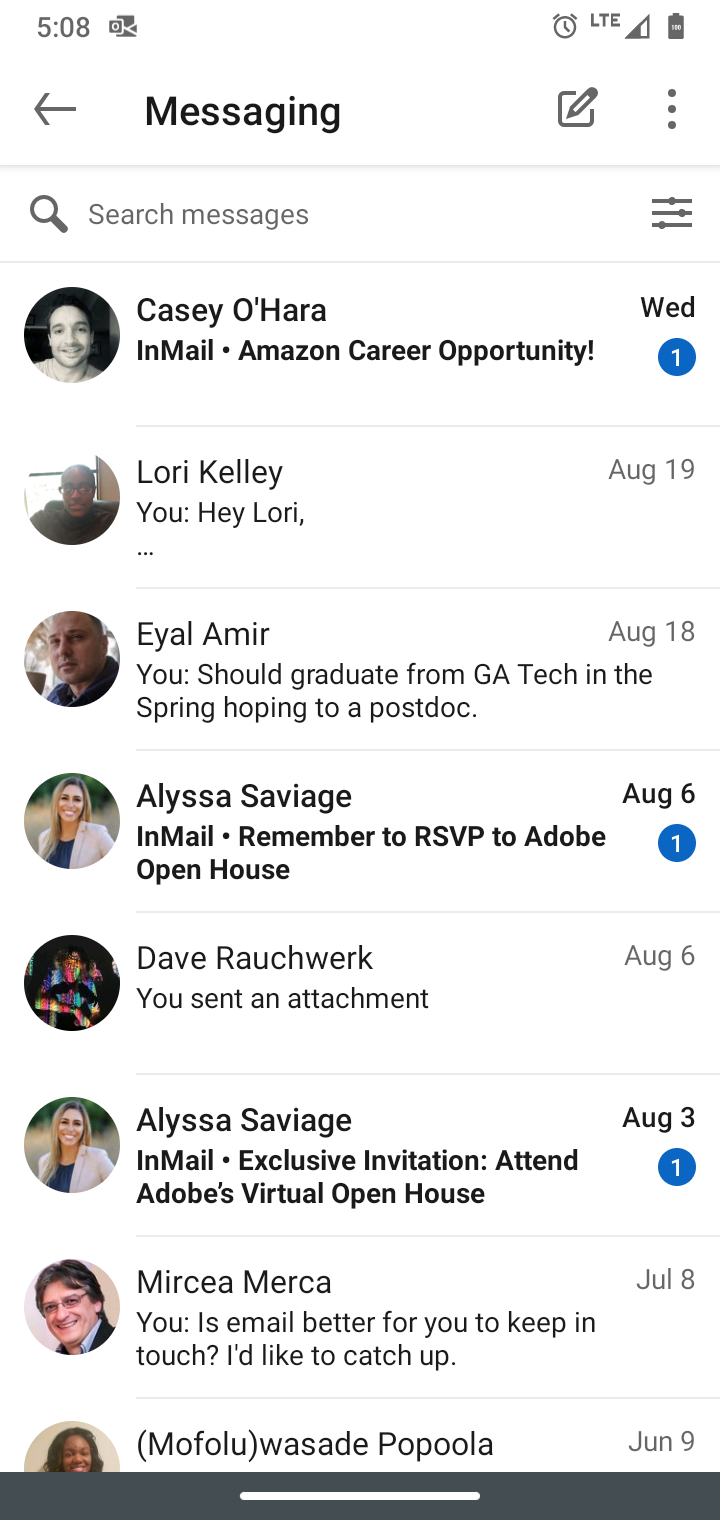 5:08 LTE 100
Messaging
Search messages
Casey O'Hara Wed
InMail • Amazon Career Opportunity! 1
Lori Kelley Aug 19
You: Hey Lori,
...
Eyal Amir Aug 18
You: Should graduate from GA Tech in the
Spring hoping to a postdoc.
Alyssa Saviage Aug 6
InMail • Remember to RSVP to Adobe 1
Open House
Dave Rauchwerk Aug 6
You sent an attachment
Alyssa Saviage Aug 3
InMail • Exclusive Invitation: Attend 1
Adobe’s Virtual Open House
Mircea Merca Jul 8
You: Is email better for you to keep in
touch? I'd like to catch up.
(Mofolu)wasade Popoola Jun 9